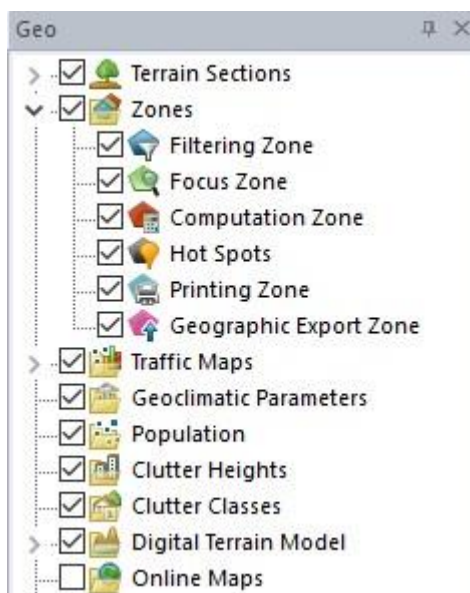 Geo
Terrain Sections
Zones
Filtering Zone
Focus Zone
Computation Zone
Hot Spots
Printing Zone
Geographic Export Zone
Traffic Maps
Geoclimatic Parameters
Population
Clutter Heights
Clutter Classes
Digital Terrain Model
Online Maps